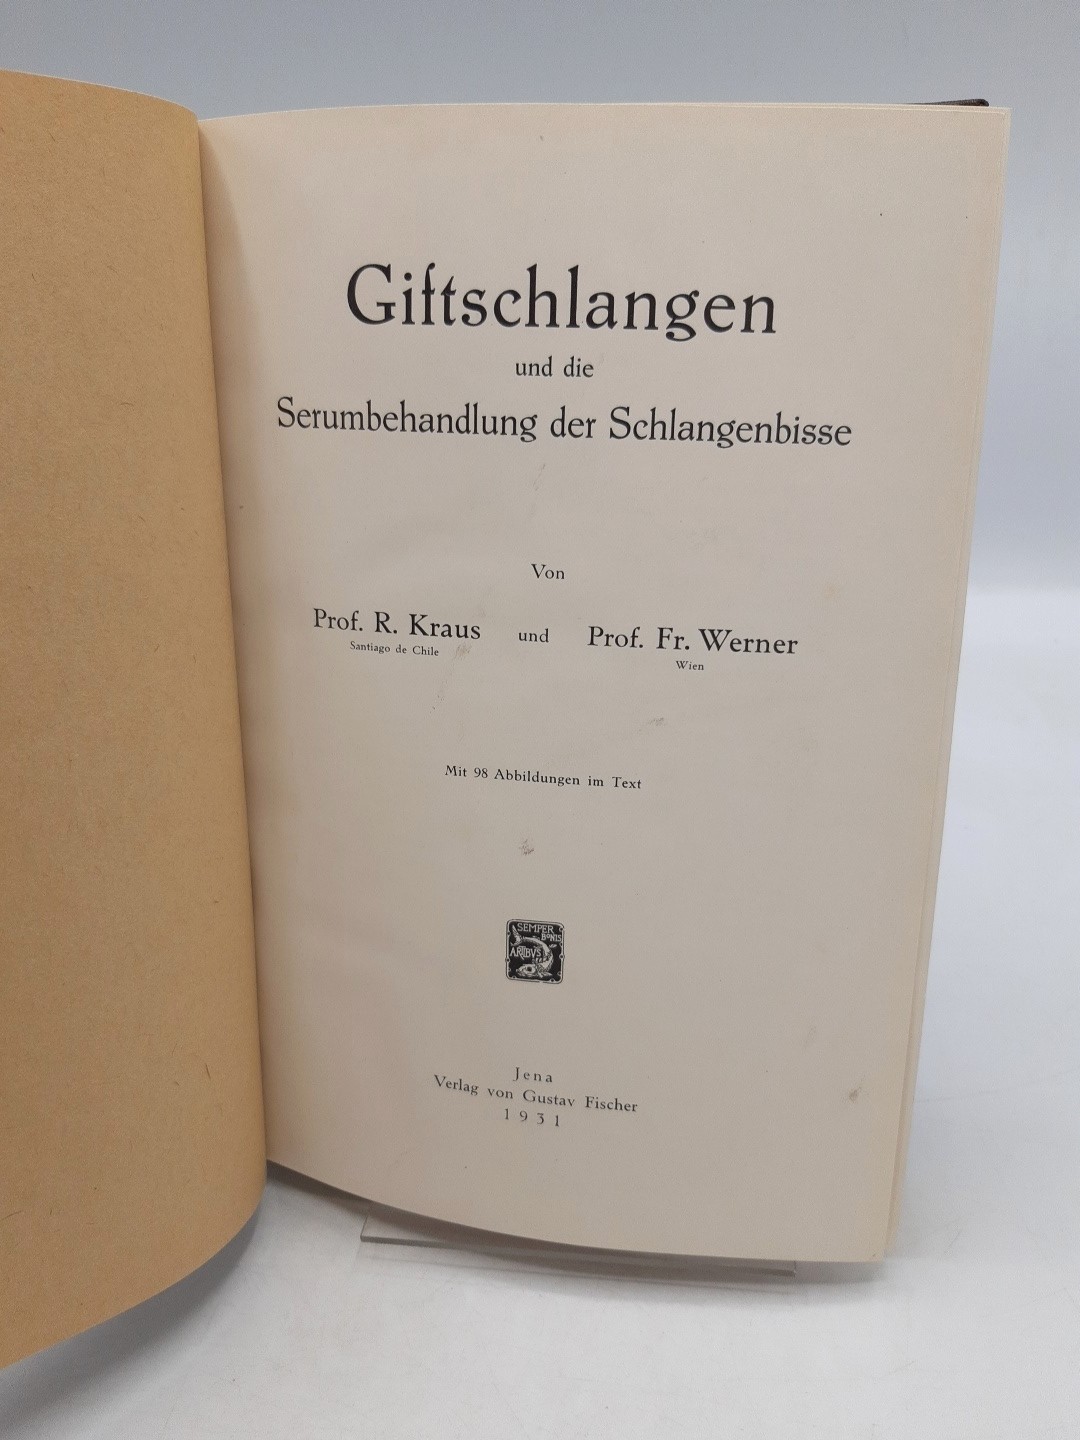 Giftschlangen
und die
Serumbehandlung der Schlangenbisse
Von
Prof. R. Kraus und Prof. Fr. Werner
Santiago de Chile Wien
Mit 98 Abbildungen im Text
SEMPER
BONIS
ARTIBVS
Jena
Verlag von Gustav Fischer
1931